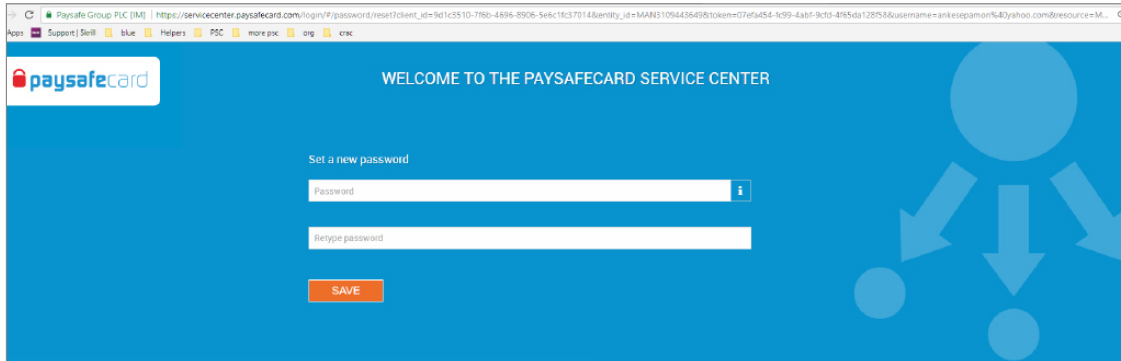 Paysafe Group PLC [IM] | https://servicecenter.paysafecard.com/login/#/password/reset?client_id=9d1c3510-7f6b-4696-8906-5e6c1fc37014&entity_id=MAN3109443649&token=07efa454-fc99-4abf-9cfd-4f65da128f58&username=ankesepamon%40yahoo.com&resource=M...
Apps Support | Skrill blue Helpers PSC more psc org crec
paysafecard
WELCOME TO THE PAYSAFECARD SERVICE CENTER
Set a new password
Password
i
Retype password
SAVE